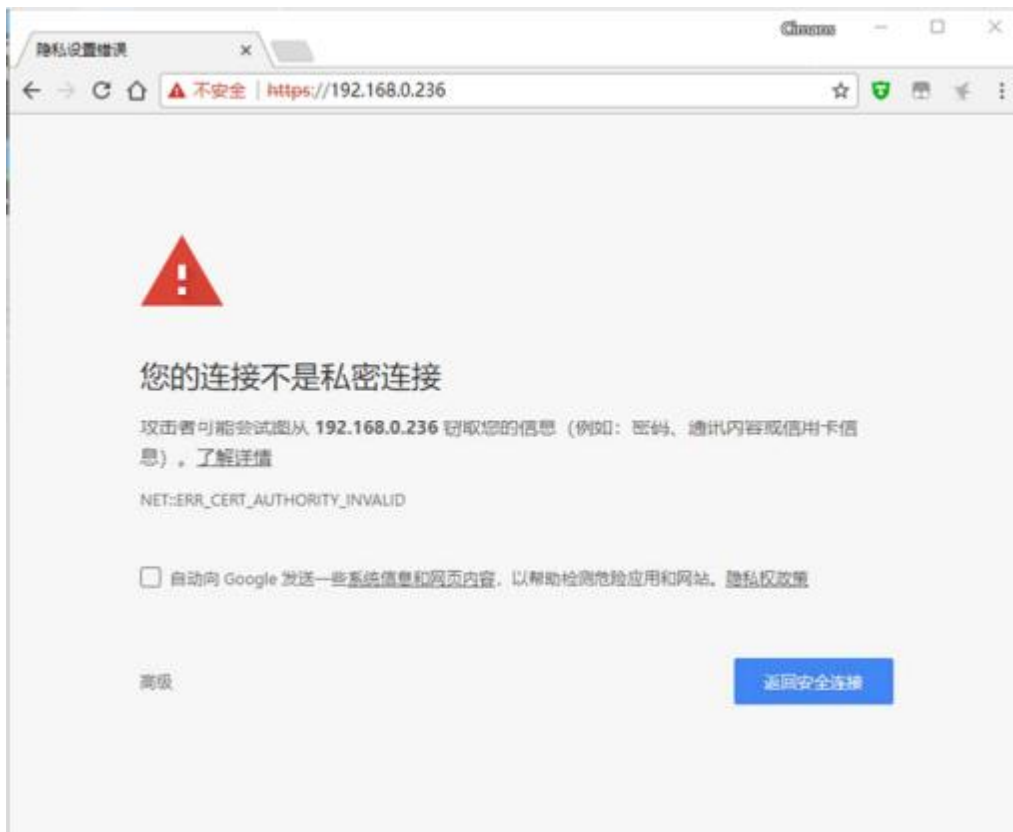 隐私设置错误
不安全 | https://192.168.0.236
您的连接不是私密连接
攻击者可能会试图从 192.168.0.236 窃取您的信息（例如：密码、通讯内容或信用卡信
息）。了解详情
NET::ERR_CERT_AUTHORITY_INVALID
自动向 Google 发送一些系统信息和网页内容，以帮助检测危险应用和网站。隐私权政策
高级
返回安全连接